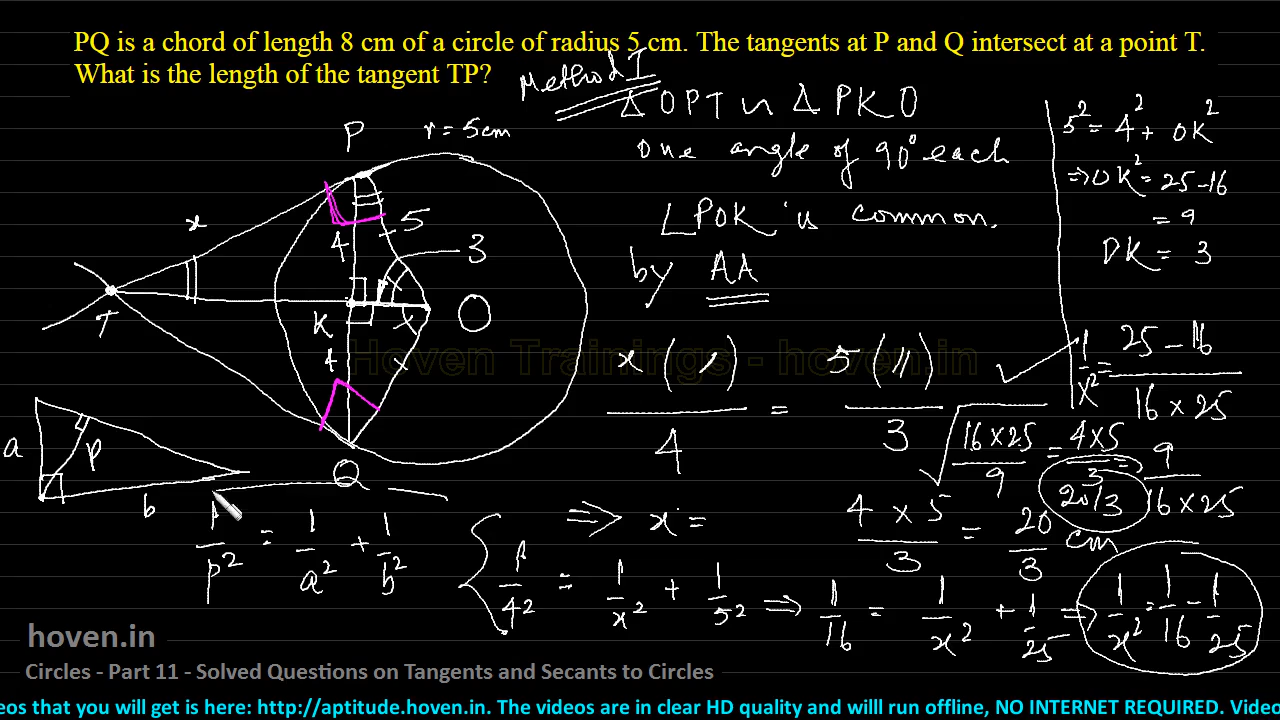 PQ is a chord of length 8 cm of a circle of radius 5 cm. The tangents at P and Q intersect at a point T.
What is the length of the tangent TP?
Method I
Δ OPT ∽ Δ PKO
one angle of 90° each
∠POK is common.
by AA
x ( / ) / 4 = 5 ( // ) / 3
⇒ x = 4 × 5 / 3 = 20 / 3 cm
5² = 4² + OK²
⇒ OK² = 25-16
= 9
OK = 3
1/x² = 25-16 / 16 × 25
= 9 / 16 × 25
√ 16×25 / 9 = 4×5 / 3 = 20/3
P
r = 5cm
x
4
5
3
T
K
O
4
Q
a
P
b
1/P² = 1/a² + 1/b²
1/4² = 1/x² + 1/5² ⇒ 1/16 = 1/x² + 1/25 ⇒ 1/x² = 1/16 - 1/25
Hoven Trainings - hoven.in
hoven.in
Circles - Part 11 - Solved Questions on Tangents and Secants to Circles
eos that you will get is here: http://aptitude.hoven.in. The videos are in clear HD quality and willl run offline, NO INTERNET REQUIRED. Video